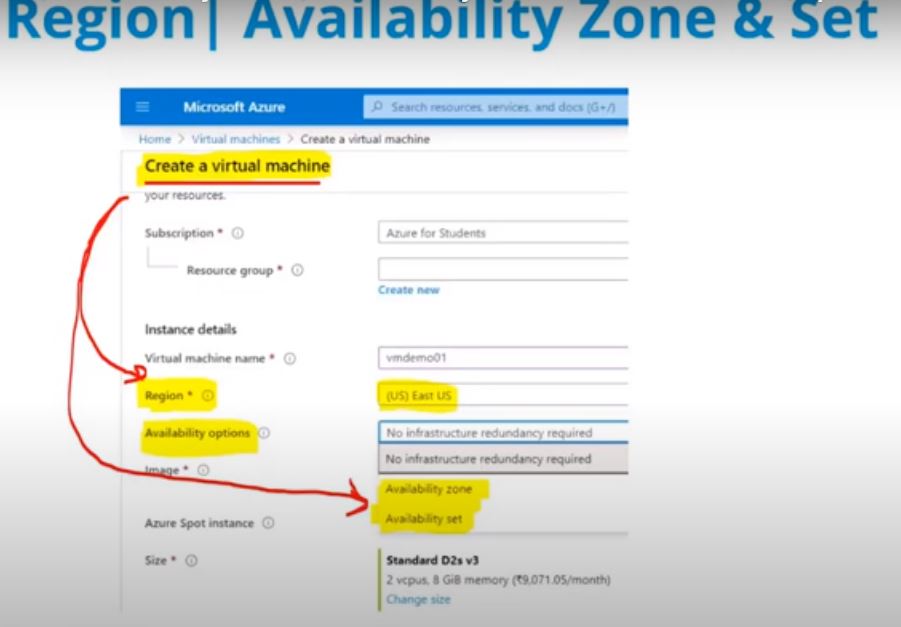 Region| Availability Zone & Set
Microsoft Azure
Search resources, services, and docs (G+/)
Home > Virtual machines > Create a virtual machine
Create a virtual machine
your resources.
Subscription *
Azure for Students
Resource group *
Create new
Instance details
Virtual machine name *
vmdemo01
Region *
(US) East US
Availability options
No infrastructure redundancy required
No infrastructure redundancy required
Image *
Availability zone
Availability set
Azure Spot instance
Size *
Standard D2s v3
2 vcpus, 8 GiB memory (₹9,071.05/month)
Change size